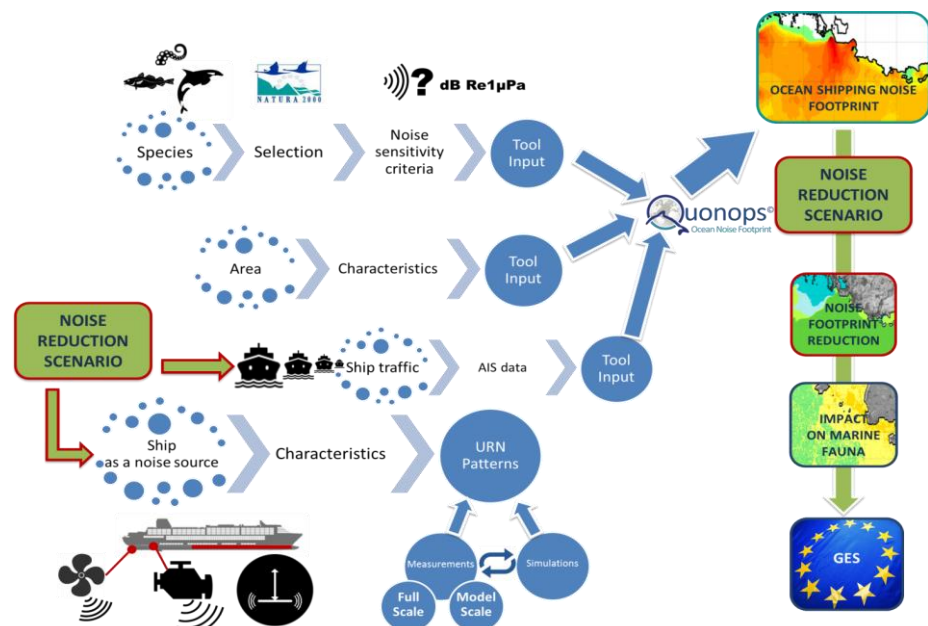 NATURA 2000
? dB Re1µPa
OCEAN SHIPPING NOISE
FOOTPRINT
Species
Selection
Noise
sensitivity
criteria
Tool
Input
NOISE
REDUCTION
SCENARIO
Quonops©
Ocean Noise Footprint
Area
Characteristics
Tool
Input
NOISE
REDUCTION
SCENARIO
NOISE
FOOTPRINT
REDUCTION
Ship traffic
AIS data
Tool
Input
IMPACT
ON MARINE
FAUNA
Ship
as a noise source
Characteristics
URN
Patterns
GES
Measurements
Simulations
Full
Scale
Model
Scale